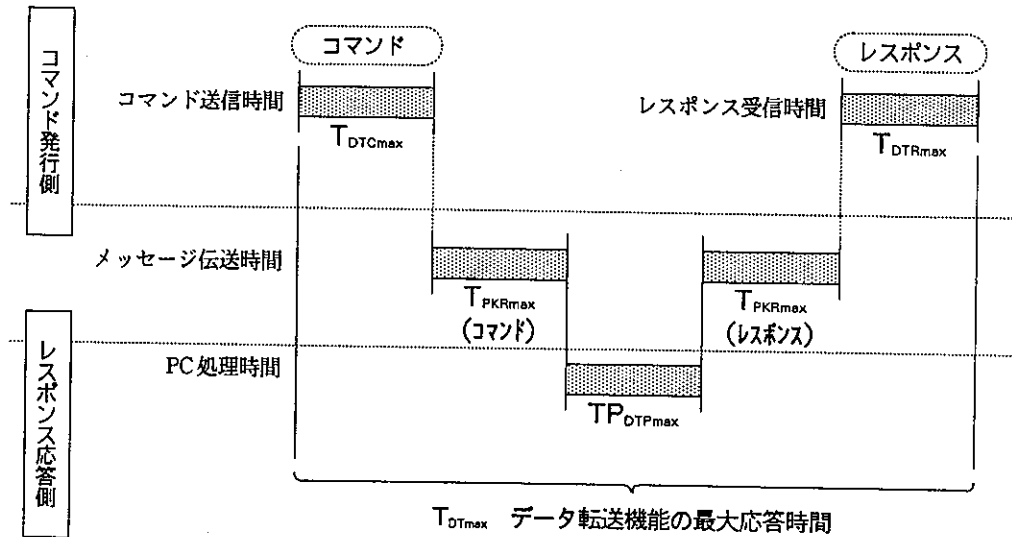 コマンド発行側
コマンド
レスポンス
コマンド送信時間
レスポンス受信時間
TDTCmax
TDTRmax
メッセージ伝送時間
TPKRmax
(コマンド)
TPKRmax
(レスポンス)
レスポンス応答側
PC処理時間
TPDTPmax
TDTmax データ転送機能の最大応答時間